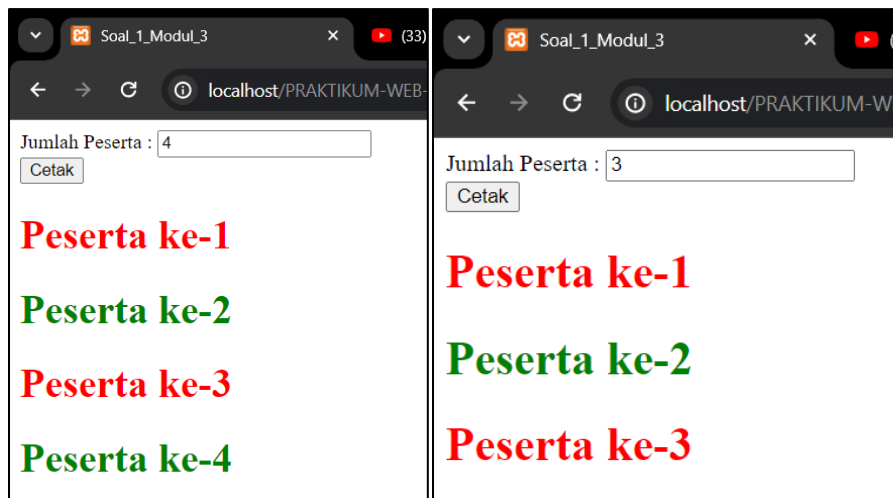 Soal_1_Modul_3
(33)
localhost/PRAKTIKUM-WEB-
Jumlah Peserta : 4
Cetak
Peserta ke-1
Peserta ke-2
Peserta ke-3
Peserta ke-4
Soal_1_Modul_3
localhost/PRAKTIKUM-W
Jumlah Peserta : 3
Cetak
Peserta ke-1
Peserta ke-2
Peserta ke-3